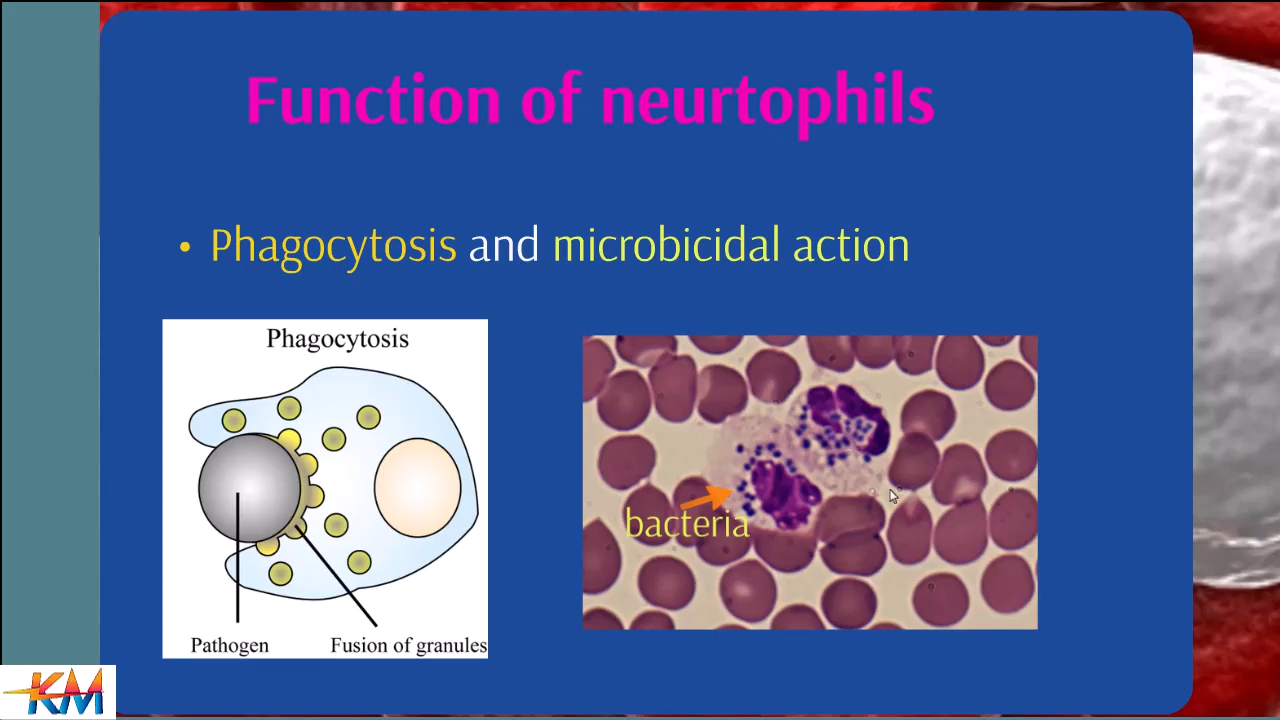 Function of neurtophils
• Phagocytosis and microbicidal action
Phagocytosis
Pathogen
Fusion of granules
bacteria
KM